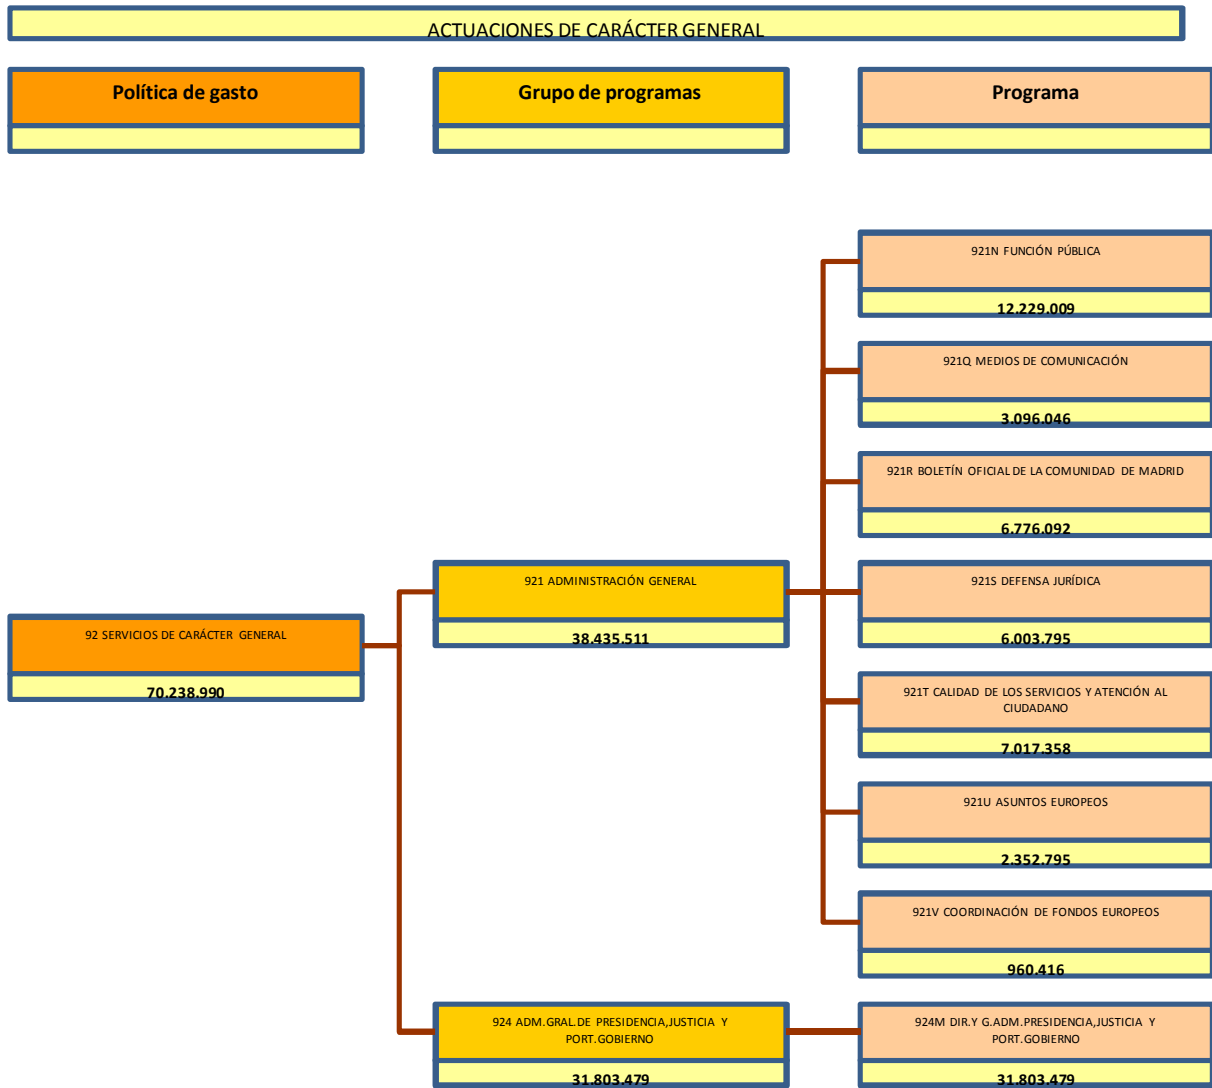 ACTUACIONES DE CARÁCTER GENERAL
Política de gasto
Grupo de programas
Programa
921N FUNCIÓN PÚBLICA
12.229.009
921Q MEDIOS DE COMUNICACIÓN
3.096.046
921R BOLETÍN OFICIAL DE LA COMUNIDAD DE MADRID
6.776.092
921 ADMINISTRACIÓN GENERAL
38.435.511
921S DEFENSA JURÍDICA
6.003.795
92 SERVICIOS DE CARÁCTER GENERAL
70.238.990
921T CALIDAD DE LOS SERVICIOS Y ATENCIÓN AL
CIUDADANO
7.017.358
921U ASUNTOS EUROPEOS
2.352.795
921V COORDINACIÓN DE FONDOS EUROPEOS
960.416
924 ADM.GRAL.DE PRESIDENCIA,JUSTICIA Y
PORT.GOBIERNO
31.803.479
924M DIR.Y G.ADM.PRESIDENCIA,JUSTICIA Y
PORT.GOBIERNO
31.803.479